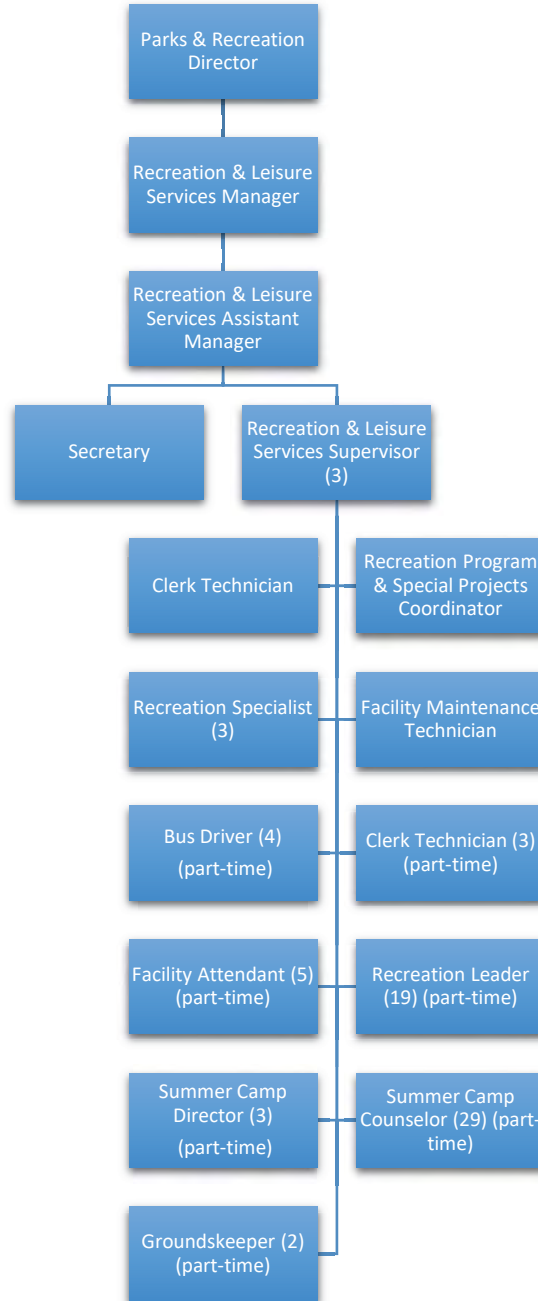 Parks & Recreation
Director
Recreation & Leisure
Services Manager
Recreation & Leisure
Services Assistant
Manager
Secretary
Recreation & Leisure
Services Supervisor
(3)
Clerk Technician
Recreation Program
& Special Projects
Coordinator
Recreation Specialist
(3)
Facility Maintenance
Technician
Bus Driver (4)
(part-time)
Clerk Technician (3)
(part-time)
Facility Attendant (5)
(part-time)
Recreation Leader
(19) (part-time)
Summer Camp
Director (3)
(part-time)
Summer Camp
Counselor (29) (part-
time)
Groundskeeper (2)
(part-time)